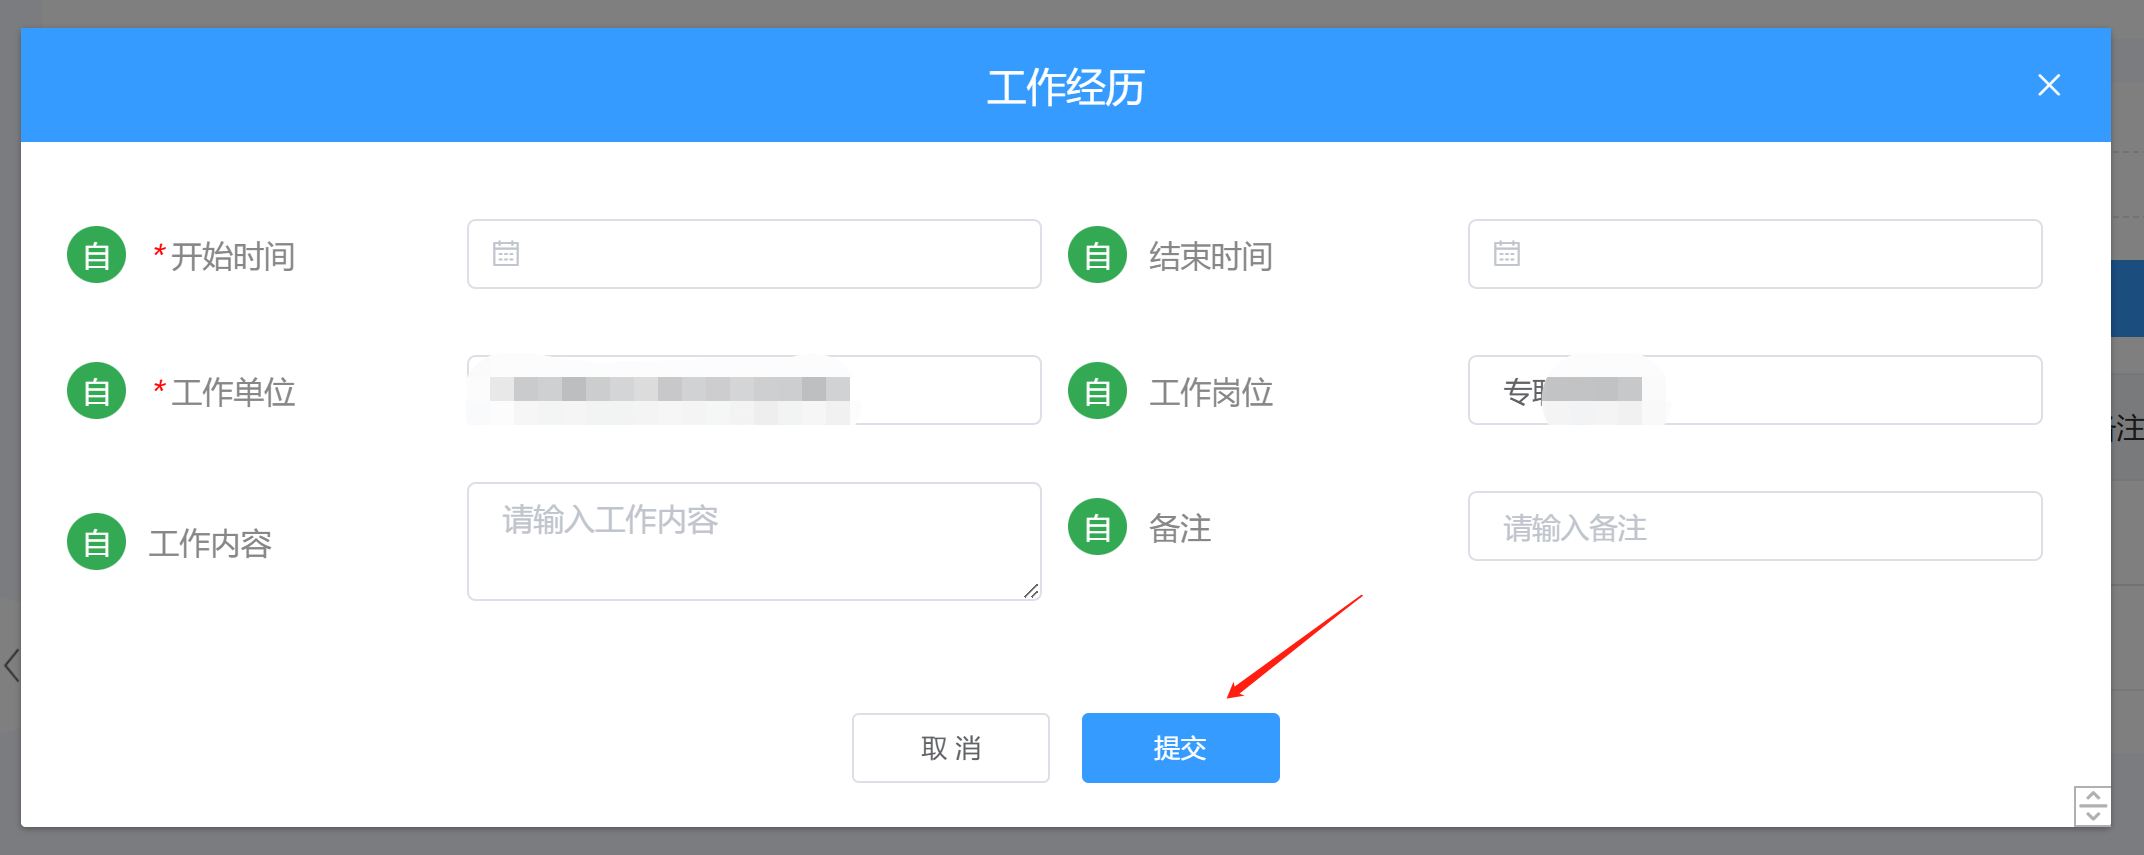 工作经历
自 *开始时间
自 结束时间
自 *工作单位
自 工作岗位 专
自 工作内容 请输入工作内容
自 备注 请输入备注
取 消
提交
注